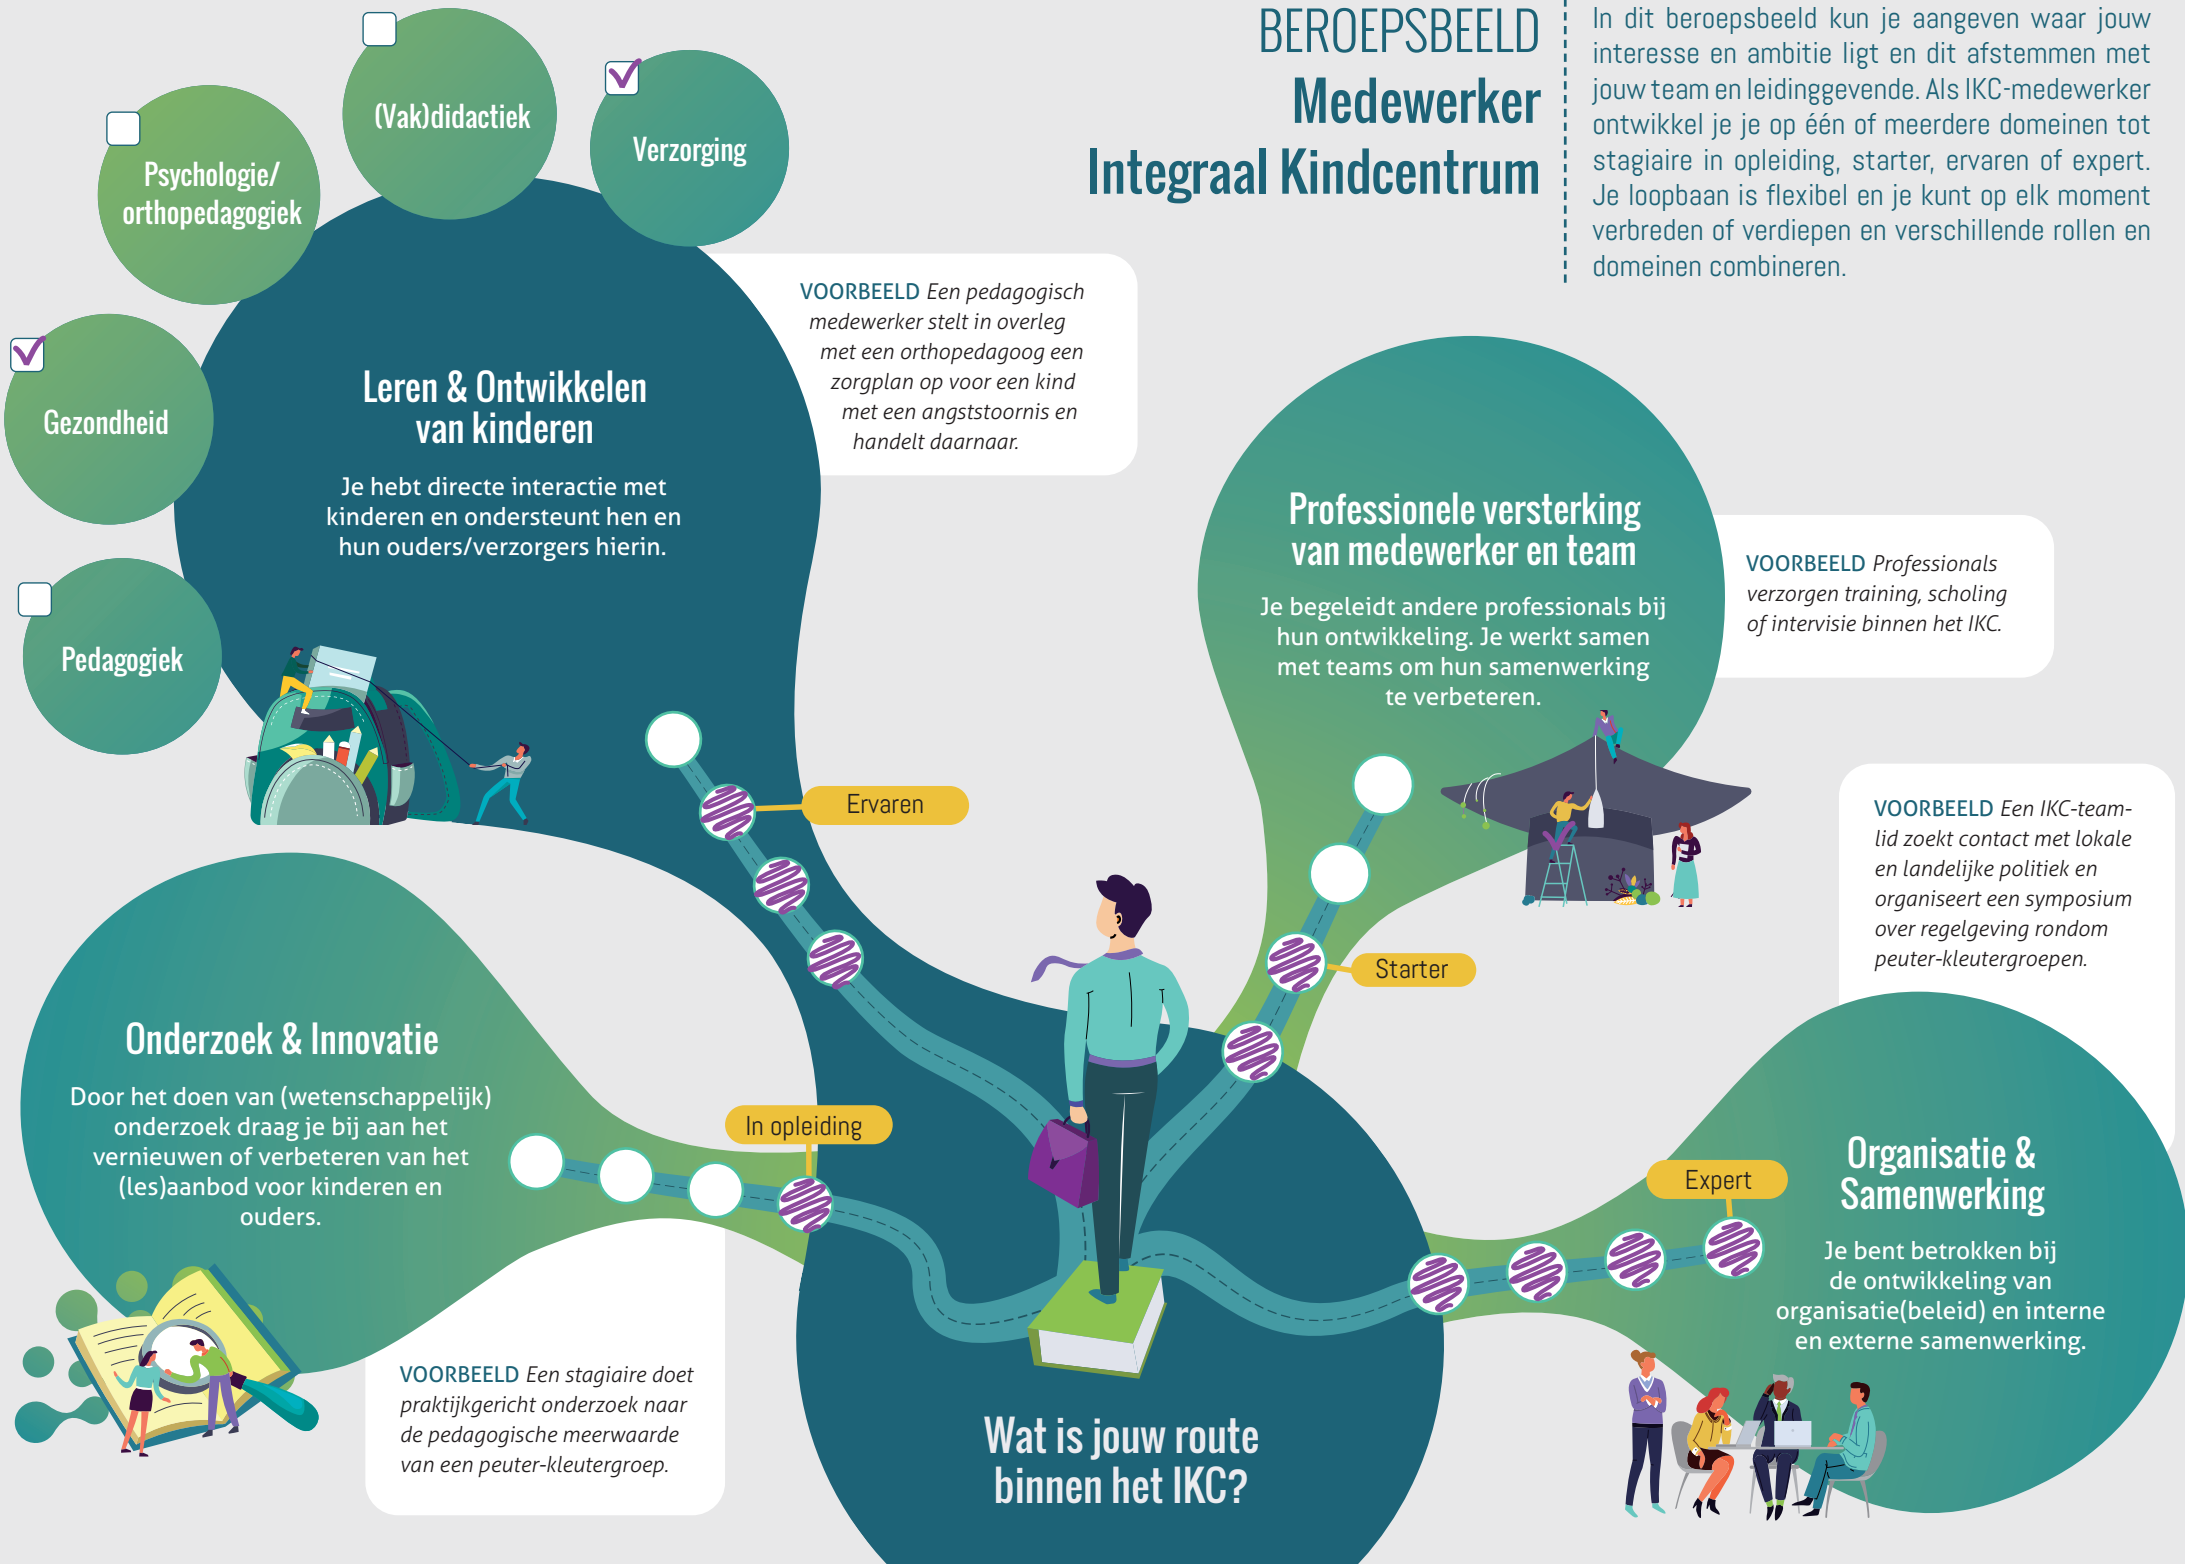 BEROEPSBEELD
Medewerker
Integraal Kindcentrum
In dit beroepsbeeld kun je aangeven waar jouw
interesse en ambitie ligt en dit afstemmen met
jouw team en leidinggevende. Als IKC-medewerker
ontwikkel je je op één of meerdere domeinen tot
stagiaire in opleiding, starter, ervaren of expert.
Je loopbaan is flexibel en je kunt op elk moment
verbreden of verdiepen en verschillende rollen en
domeinen combineren.
(Vak)didactiek
Verzorging
Psychologie/
orthopedagogiek
Gezondheid
Pedagogiek
Leren & Ontwikkelen
van kinderen
Je hebt directe interactie met
kinderen en ondersteunt hen en
hun ouders/verzorgers hierin.
VOORBEELD Een pedagogisch
medewerker stelt in overleg
met een orthopedagoog een
zorgplan op voor een kind
met een angststoornis en
handelt daarnaar.
Ervaren
Professionele versterking
van medewerker en team
Je begeleidt andere professionals bij
hun ontwikkeling. Je werkt samen
met teams om hun samenwerking
te verbeteren.
VOORBEELD Professionals
verzorgen training, scholing
of intervisie binnen het IKC.
Starter
VOORBEELD Een IKC-team-
lid zoekt contact met lokale
en landelijke politiek en
organiseert een symposium
over regelgeving rondom
peuter-kleutergroepen.
Onderzoek & Innovatie
Door het doen van (wetenschappelijk)
onderzoek draag je bij aan het
vernieuwen of verbeteren van het
(les)aanbod voor kinderen en
ouders.
In opleiding
VOORBEELD Een stagiaire doet
praktijkgericht onderzoek naar
de pedagogische meerwaarde
van een peuter-kleutergroep.
Expert
Organisatie &
Samenwerking
Je bent betrokken bij
de ontwikkeling van
organisatie(beleid) en interne
en externe samenwerking.
Wat is jouw route
binnen het IKC?